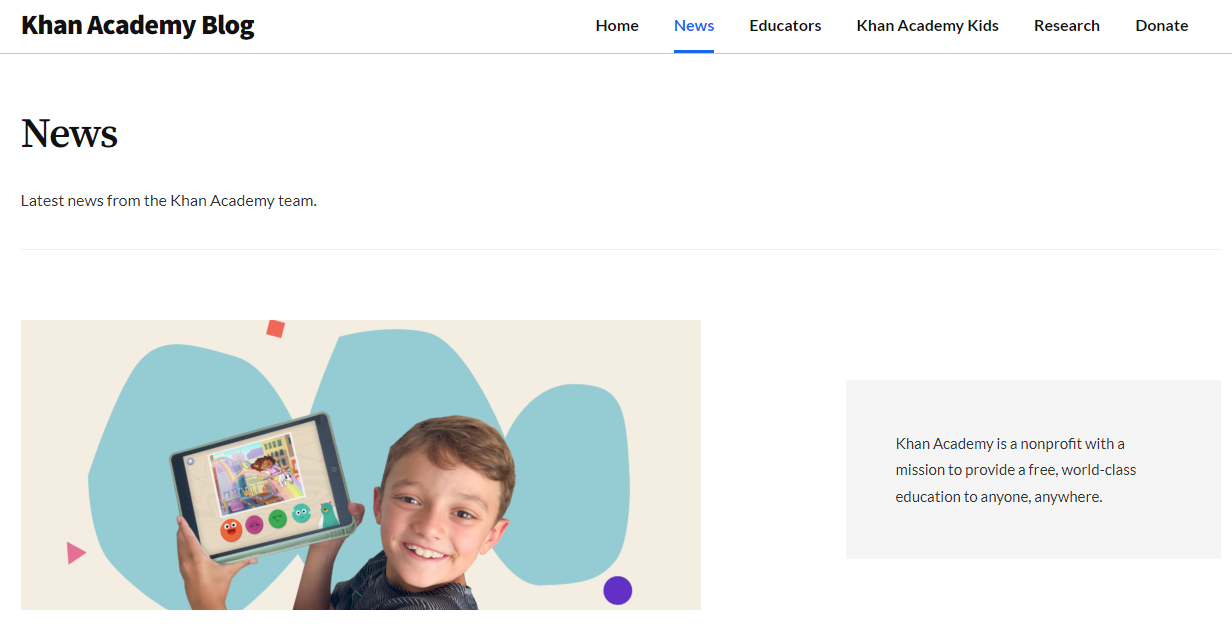 Khan Academy Blog
Home News Educators Khan Academy Kids Research Donate
News
Latest news from the Khan Academy team.
Khan Academy is a nonprofit with a
mission to provide a free, world-class
education to anyone, anywhere.